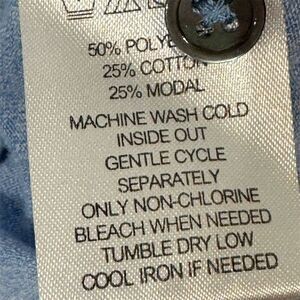 50%
25% COTTON
25% MODAL
MACHINE WASH COLD
INSIDE OUT
GENTLE CYCLE
SEPARATELY
ONLY NON-CHLORINE
BLEACH WHEN NEEDED
TUMBLE DRY LOW
COOL IRON IF NEEDED